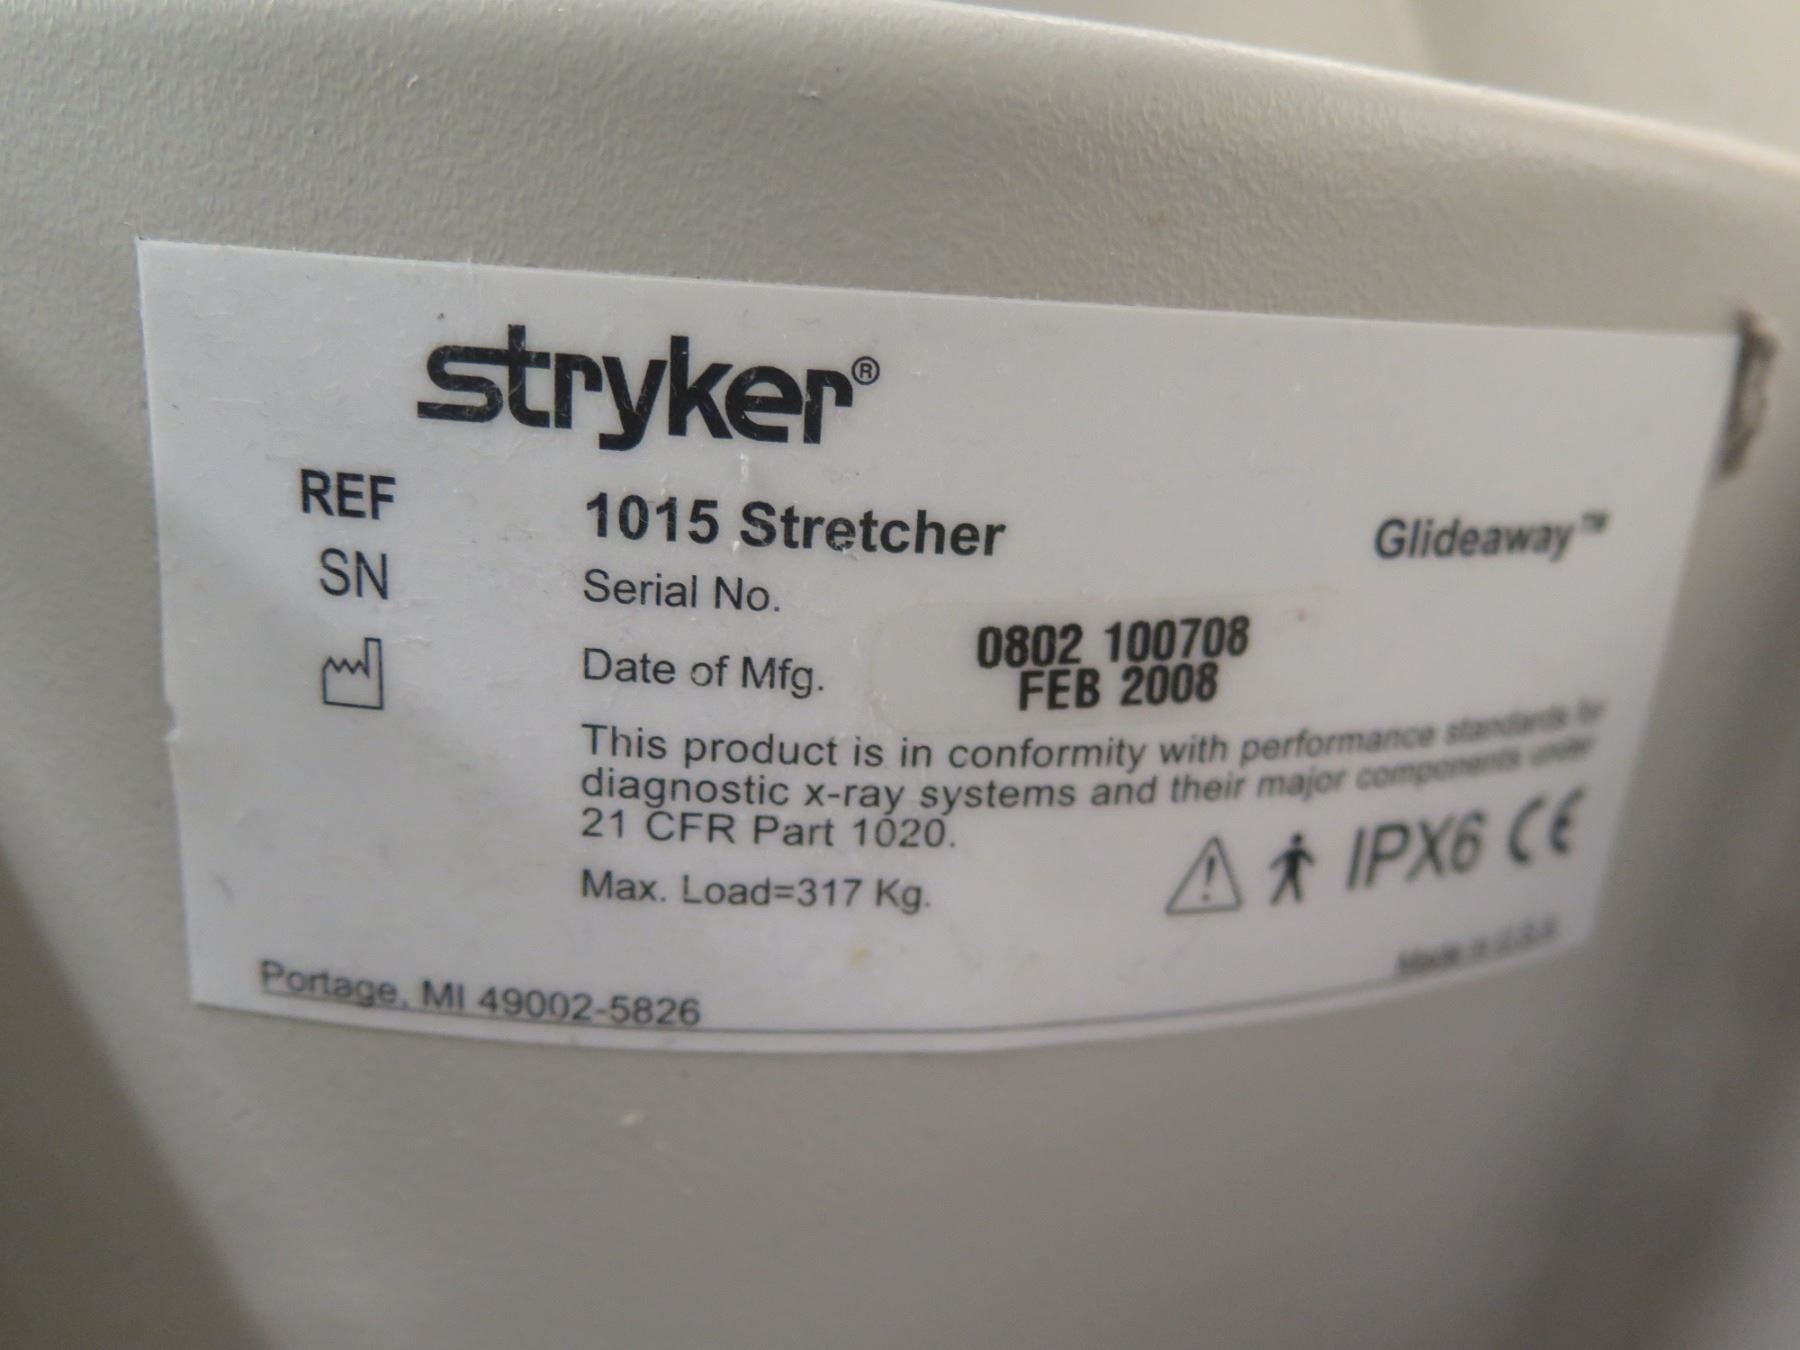 stryker®
REF 1015 Stretcher Glideaway™
SN Serial No. 0802 100708
Date of Mfg. FEB 2008
This product is in conformity with performance standards for
diagnostic x-ray systems and their major components under
21 CFR Part 1020.
Max. Load=317 Kg. IPX6 CE
Portage, MI 49002-5826 Made in U.S.A.